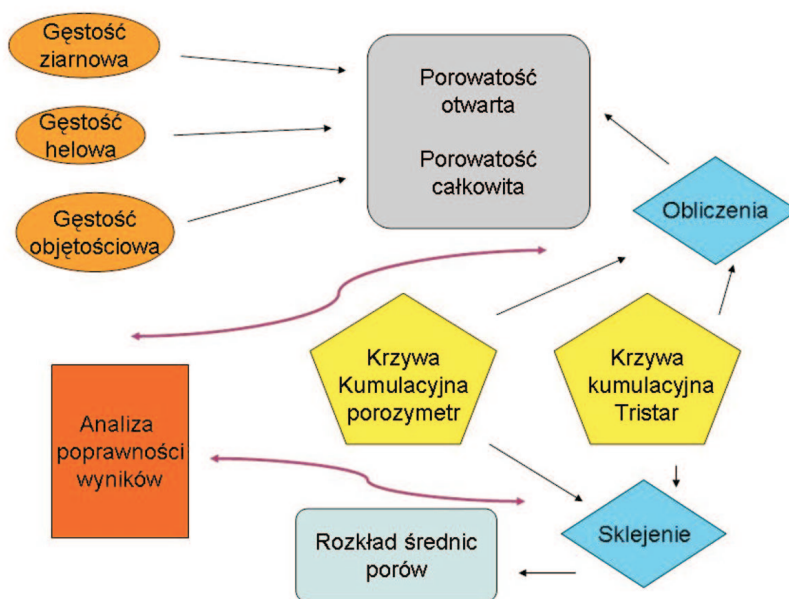 Gęstość
ziarnowa
Gęstość
helowa
Gęstość
objętościowa
Porowatość
otwarta
Porowatość
całkowita
Obliczenia
Krzywa
Kumulacyjna
porozymetr
Krzywa
kumulacyjna
Tristar
Analiza
poprawności
wyników
Rozkład średnic
porów
Sklejenie